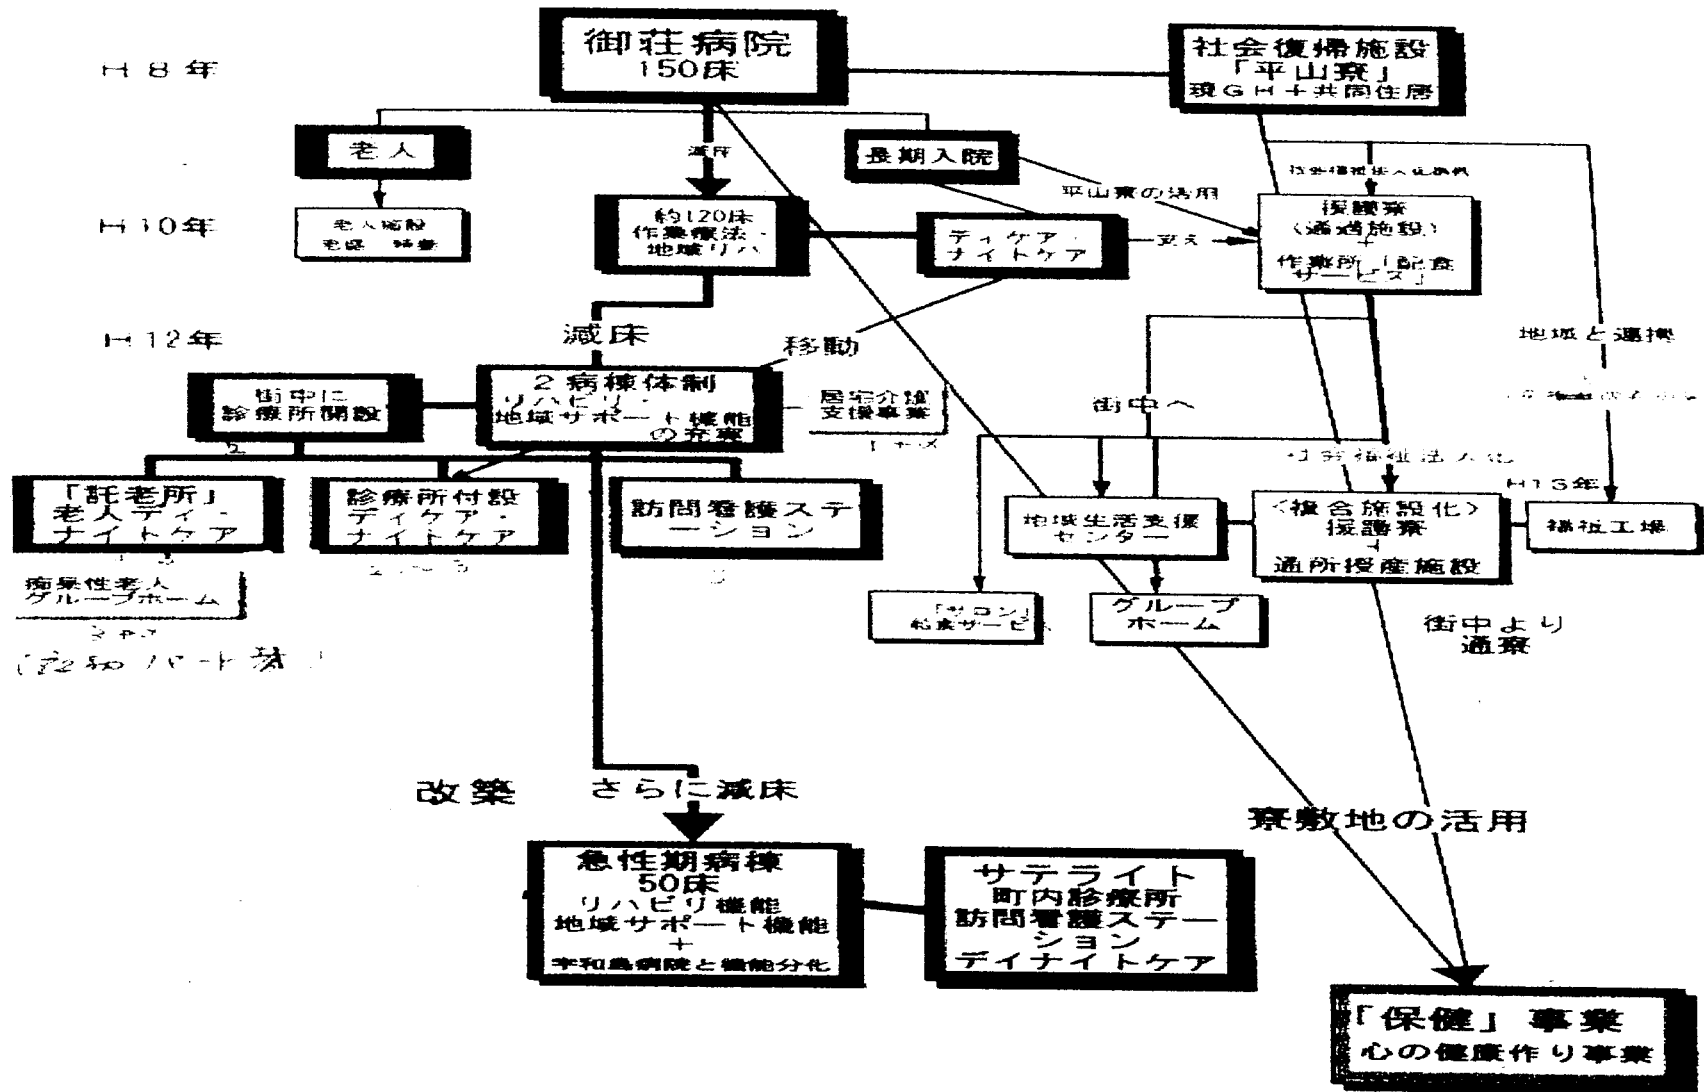 御荘病院
150床
社会復帰施設
「平山寮」
現GH+共同住居
H8年
老人
減床
長期入院
平山寮の活用
H10年
老人施設
約120床
作業療法・
地域リハ
デイケア・
ナイトケア
支え
援護寮
(通過施設)
+
作業所「配食
サービス」
H12年
減床
移動
地域と連携
街中に
診療所開設
2病棟体制
リハビリ・
地域サポート機能
の充実
居宅介護
支援事業
街中へ
社会福祉法人化
H13年
「託老所」
老人デイ・
ナイトケア
診療所付設
デイケア・
ナイトケア
訪問看護ステ
ーション
地域生活支援
センター
<複合施設化>
援護寮
+
通所授産施設
福祉工場
痴呆性老人
グループホーム
「サロン」
給食サービス
グループ
ホーム
街中より
通寮
改築
さらに減床
寮敷地の活用
急性期病棟
50床
リハビリ機能
地域サポート機能
+
宇和島病院と機能分化
サテライト
町内診療所
訪問看護ステー
ション
デイナイトケア
「保健」事業
心の健康作り事業